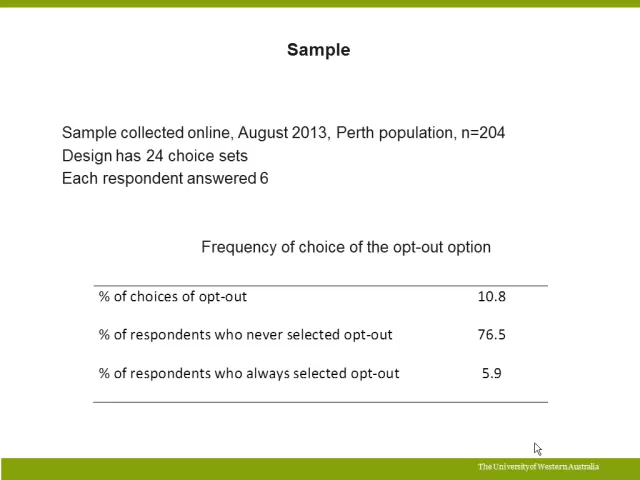 Sample
Sample collected online, August 2013, Perth population, n=204
Design has 24 choice sets
Each respondent answered 6
Frequency of choice of the opt-out option
% of choices of opt-out 10.8
% of respondents who never selected opt-out 76.5
% of respondents who always selected opt-out 5.9
The University of Western Australia